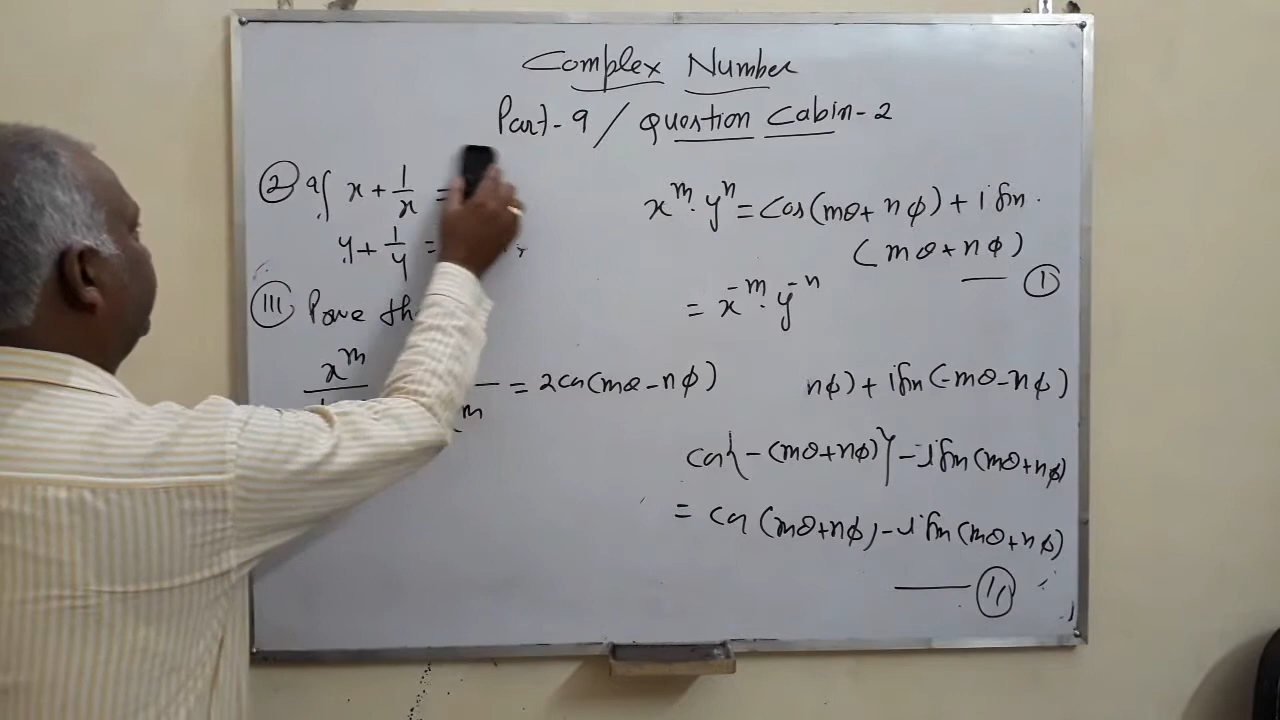 Complex Number
Part-9 / Question Cabin-2
② If x + 1/x =
y + 1/y =
(III) Prove th
x^m
— = 2cos(mθ-nϕ)
m
x^m. y^n = Cos(mθ+nϕ) + i Sin.
(mθ+nϕ)
— ①
= x^-m. y^-n
nϕ) + i Sin(-mθ-nϕ)
cos{-(mθ+nϕ)} - i Sin(mθ+nϕ)
= cos(mθ+nϕ) - i Sin(mθ+nϕ)
— (11)